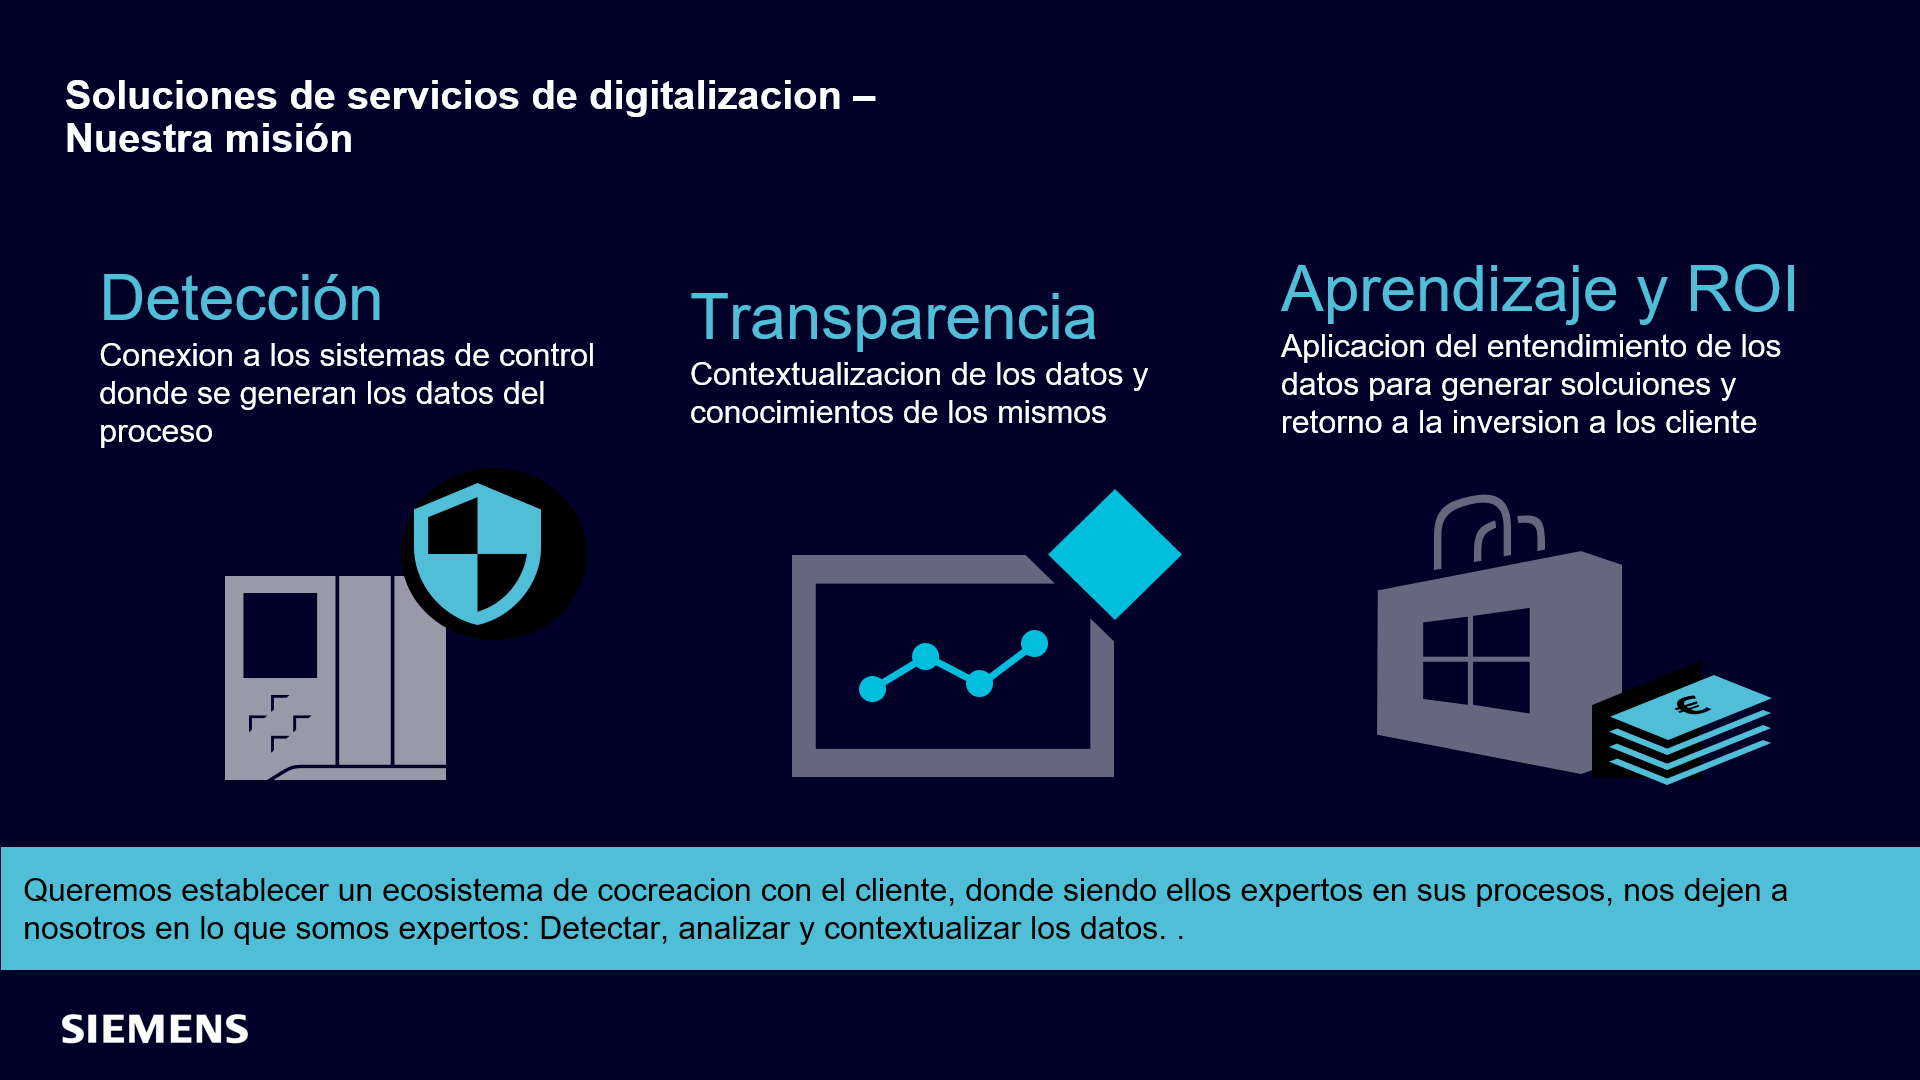 Soluciones de servicios de digitalizacion –
Nuestra misión
Detección
Conexion a los sistemas de control
donde se generan los datos del
proceso
Transparencia
Contextualizacion de los datos y
conocimientos de los mismos
Aprendizaje y ROI
Aplicacion del entendimiento de los
datos para generar solcuiones y
retorno a la inversion a los cliente
€
Queremos establecer un ecosistema de cocreacion con el cliente, donde siendo ellos expertos en sus procesos, nos dejen a
nosotros en lo que somos expertos: Detectar, analizar y contextualizar los datos. .
SIEMENS